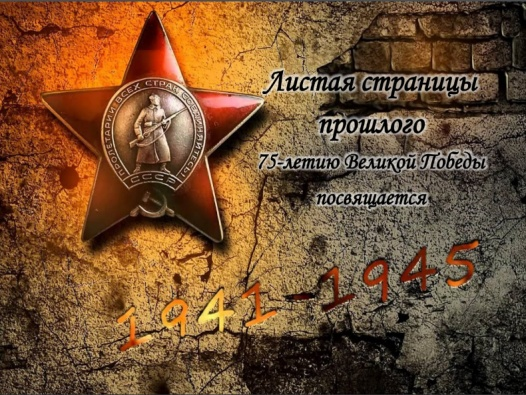 Листая страницы
прошлого
75-летию Великой Победы
посвящается
ПРОЛЕТАРИИ ВСЕХ СТРАН, СОЕДИНЯЙТЕСЬ!
СССР
1941-1945